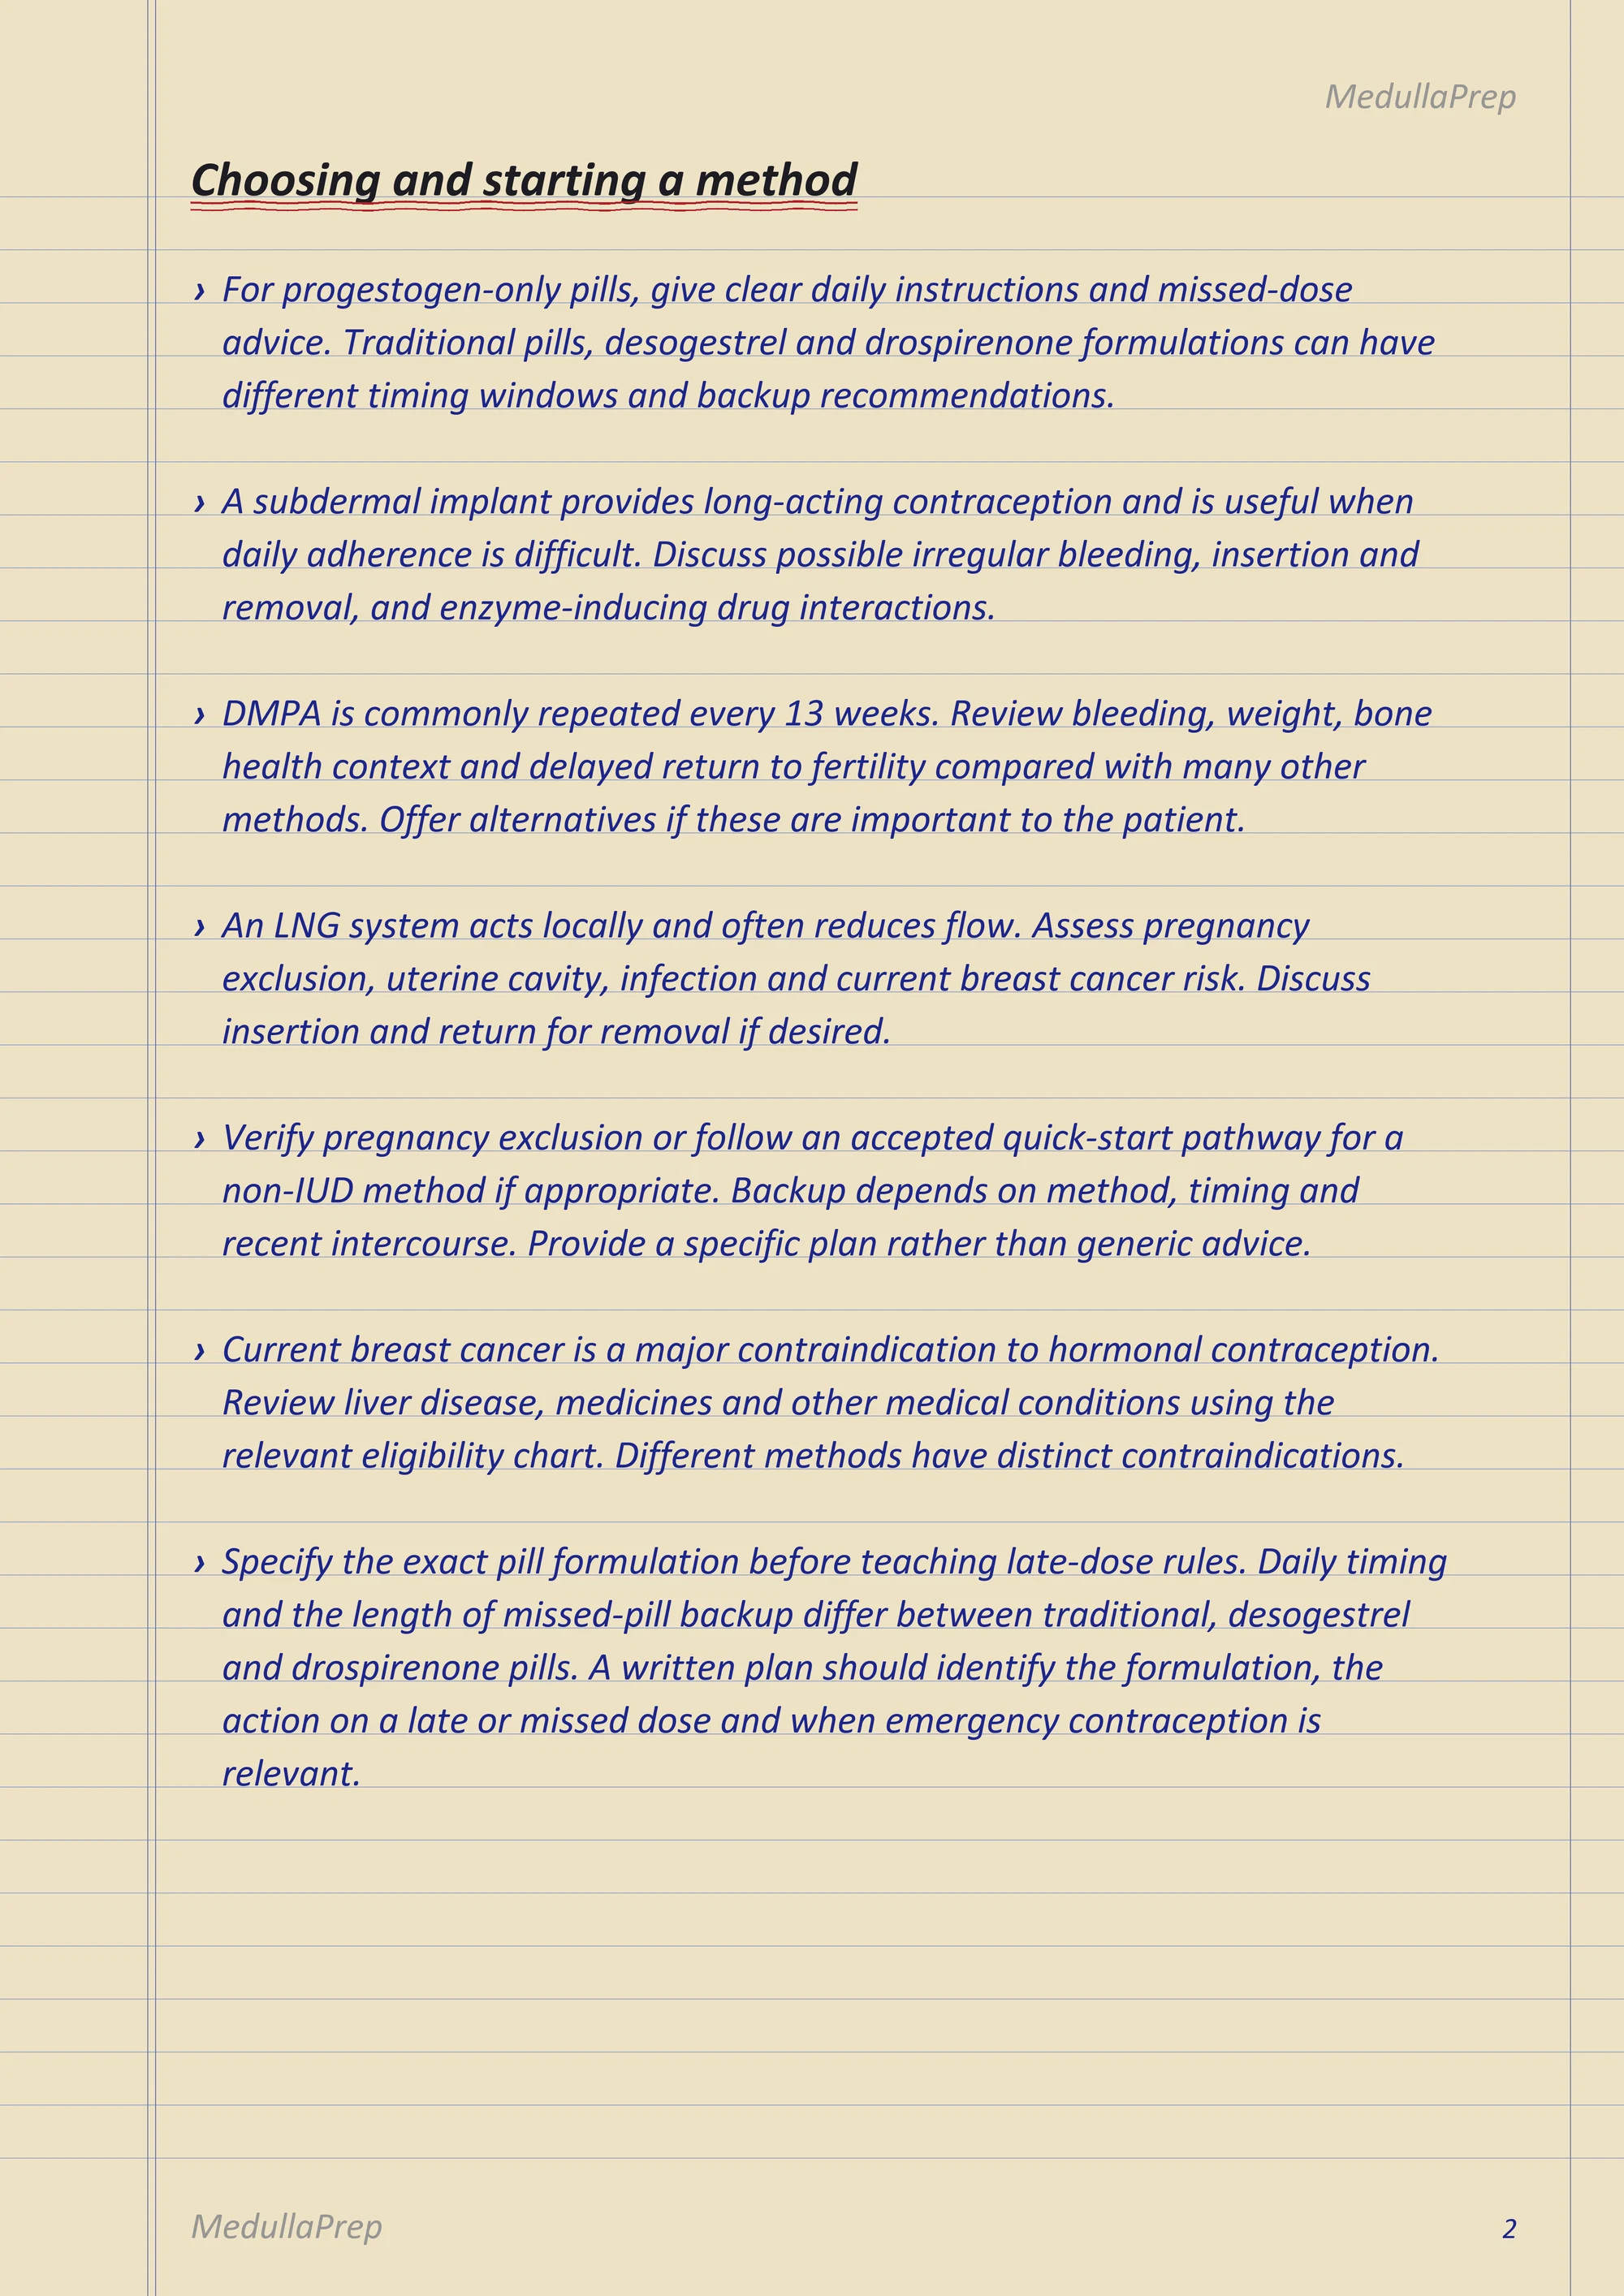 MedullaPrep
Choosing and starting a method
› For progestogen-only pills, give clear daily instructions and missed-dose
advice. Traditional pills, desogestrel and drospirenone formulations can have
different timing windows and backup recommendations.
› A subdermal implant provides long-acting contraception and is useful when
daily adherence is difficult. Discuss possible irregular bleeding, insertion and
removal, and enzyme-inducing drug interactions.
› DMPA is commonly repeated every 13 weeks. Review bleeding, weight, bone
health context and delayed return to fertility compared with many other
methods. Offer alternatives if these are important to the patient.
› An LNG system acts locally and often reduces flow. Assess pregnancy
exclusion, uterine cavity, infection and current breast cancer risk. Discuss
insertion and return for removal if desired.
› Verify pregnancy exclusion or follow an accepted quick-start pathway for a
non-IUD method if appropriate. Backup depends on method, timing and
recent intercourse. Provide a specific plan rather than generic advice.
› Current breast cancer is a major contraindication to hormonal contraception.
Review liver disease, medicines and other medical conditions using the
relevant eligibility chart. Different methods have distinct contraindications.
› Specify the exact pill formulation before teaching late-dose rules. Daily timing
and the length of missed-pill backup differ between traditional, desogestrel
and drospirenone pills. A written plan should identify the formulation, the
action on a late or missed dose and when emergency contraception is
relevant.
MedullaPrep
2